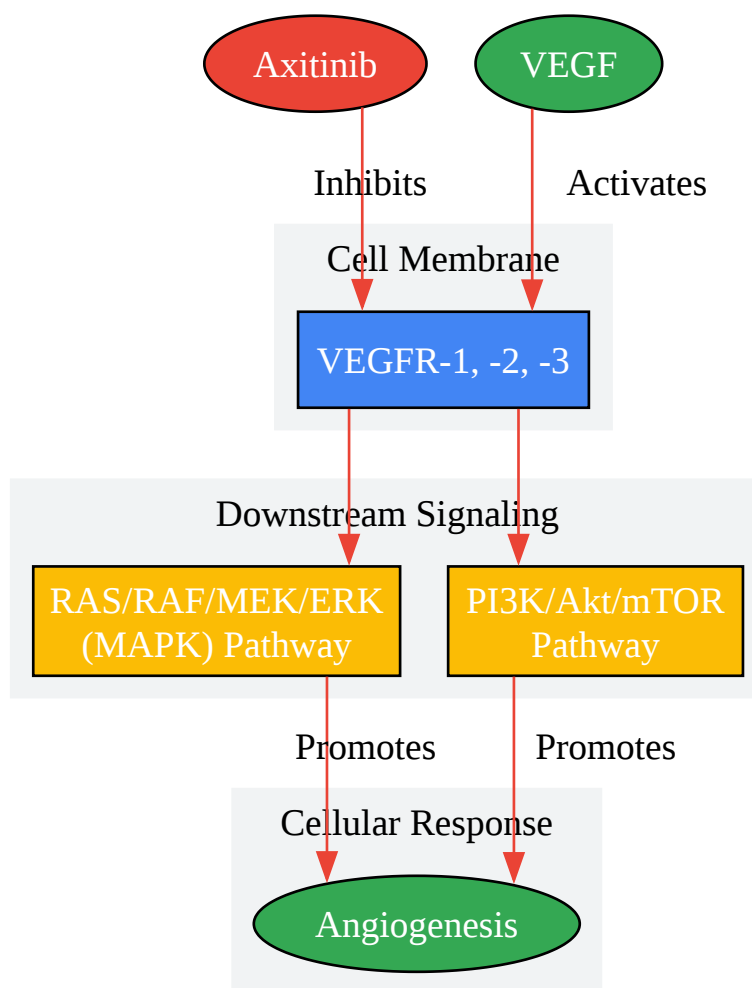 Axitinib
VEGF
Inhibits
Activates
Cell Membrane
VEGFR-1, -2, -3
Downstream Signaling
RAS/RAF/MEK/ERK
(MAPK) Pathway
PI3K/Akt/mTOR
Pathway
Promotes
Promotes
Cellular Response
Angiogenesis